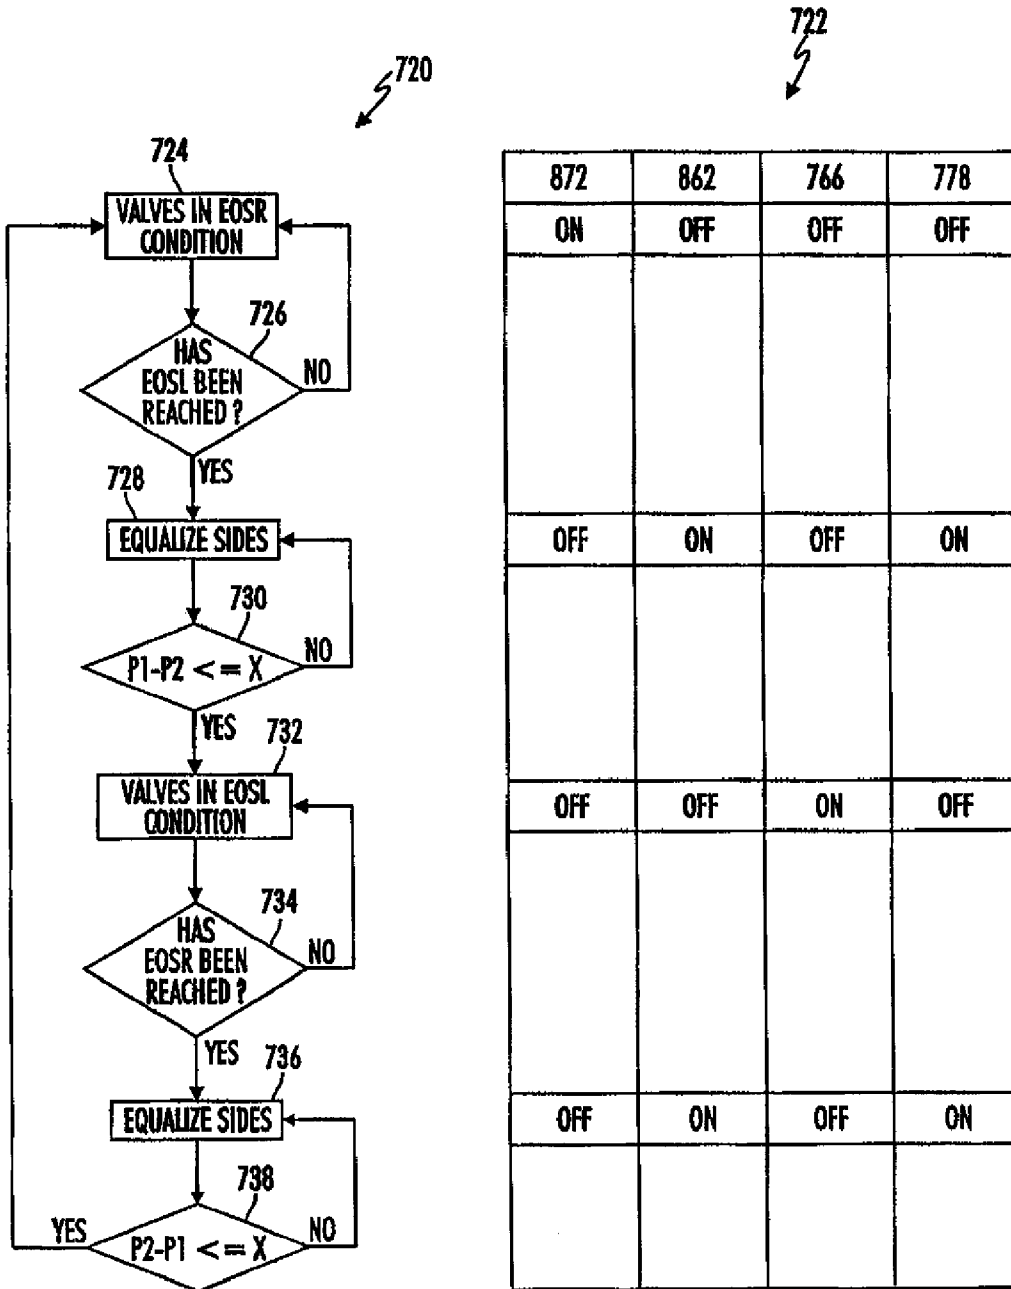 720
724
VALVES IN EOSR
CONDITION
726
HAS
EOSL BEEN
REACHED ?
NO
YES
728
EQUALIZE SIDES
730
P1-P2 <= X
NO
YES
732
VALVES IN EOSL
CONDITION
734
HAS
EOSR BEEN
REACHED ?
NO
YES
736
EQUALIZE SIDES
738
P2-P1 <= X
YES
NO
722
872 862 766 778
ON OFF OFF OFF
OFF ON OFF ON
OFF OFF ON OFF
OFF ON OFF ON